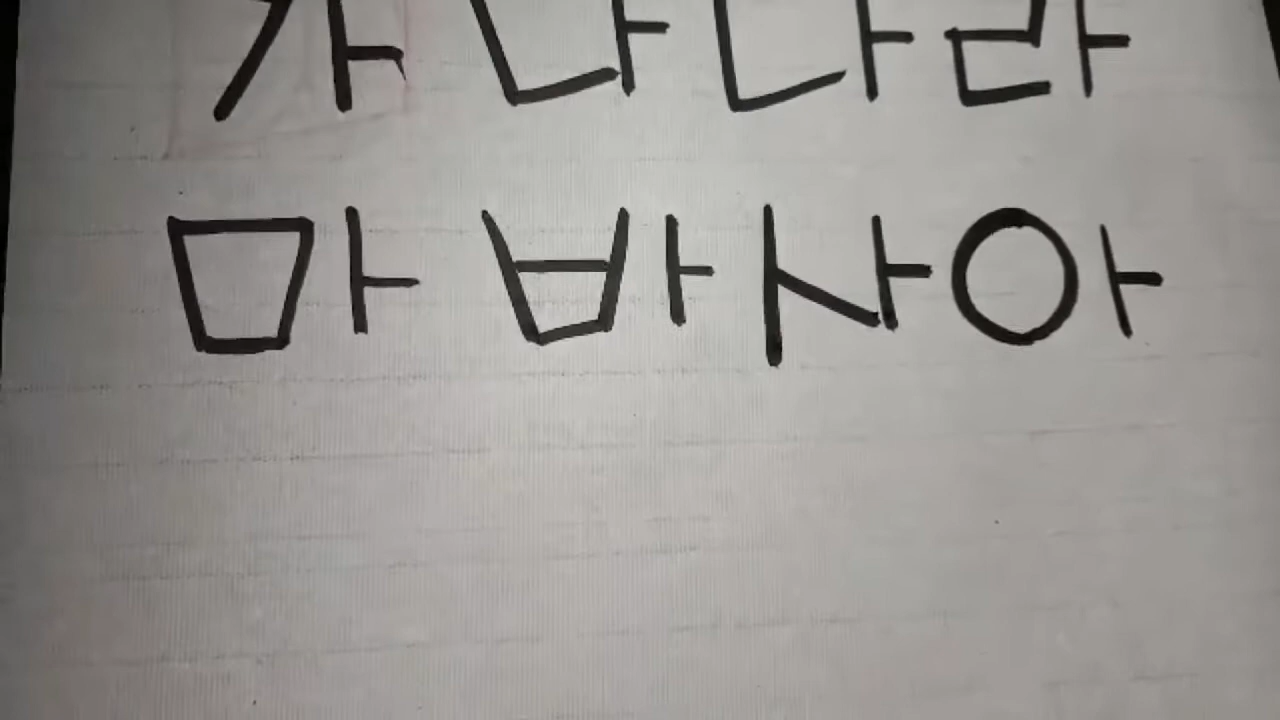 가 나 다 라
마 바 사 아